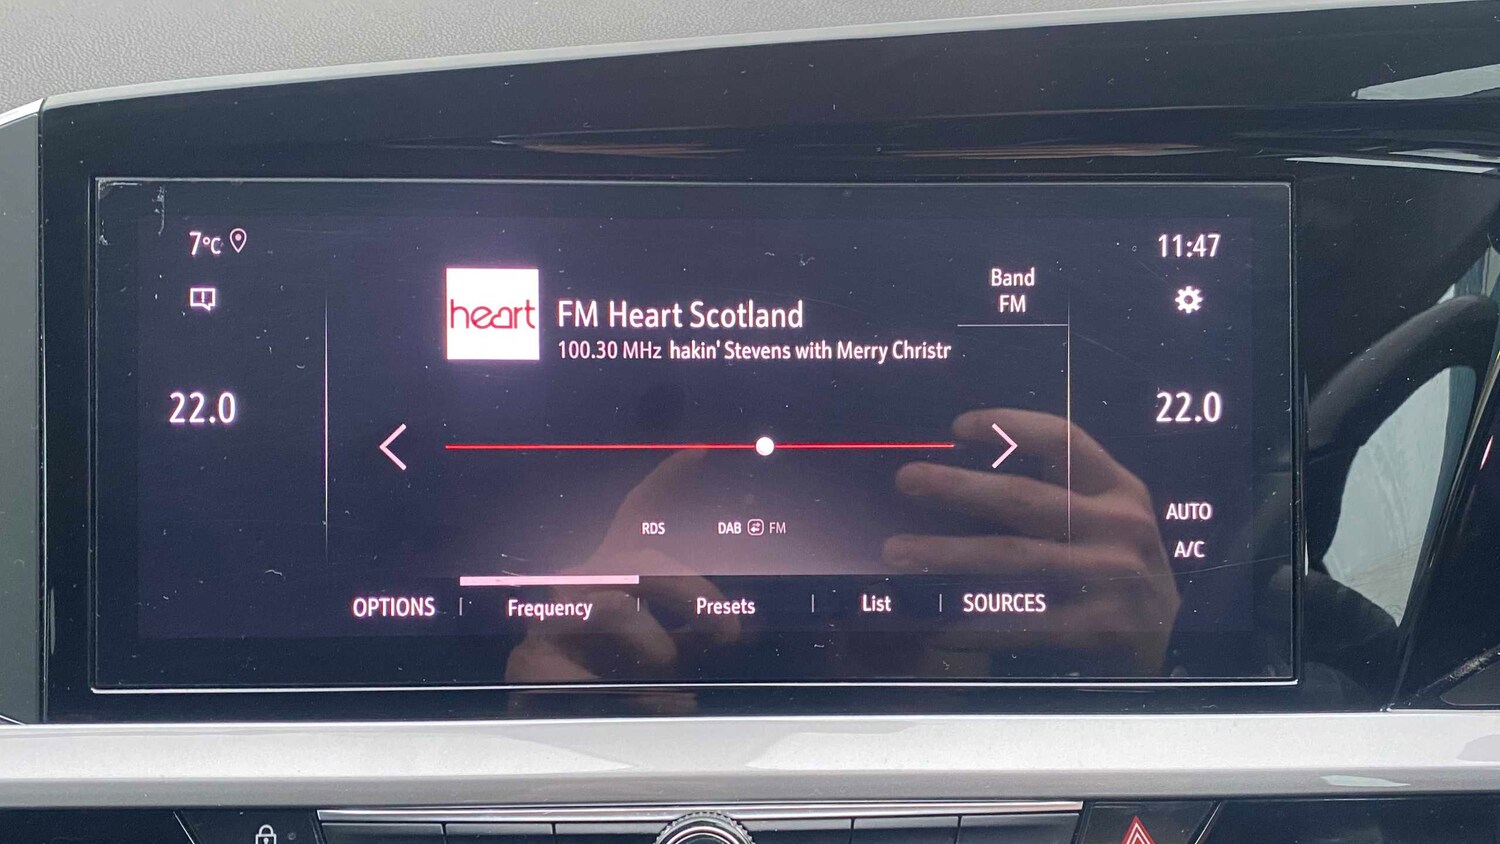 7°C
11:47
Band
FM
heart
FM Heart Scotland
100.30 MHz hakin' Stevens with Merry Christr
22.0
22.0
RDS
DAB FM
AUTO
A/C
OPTIONS
Frequency
Presets
List
SOURCES